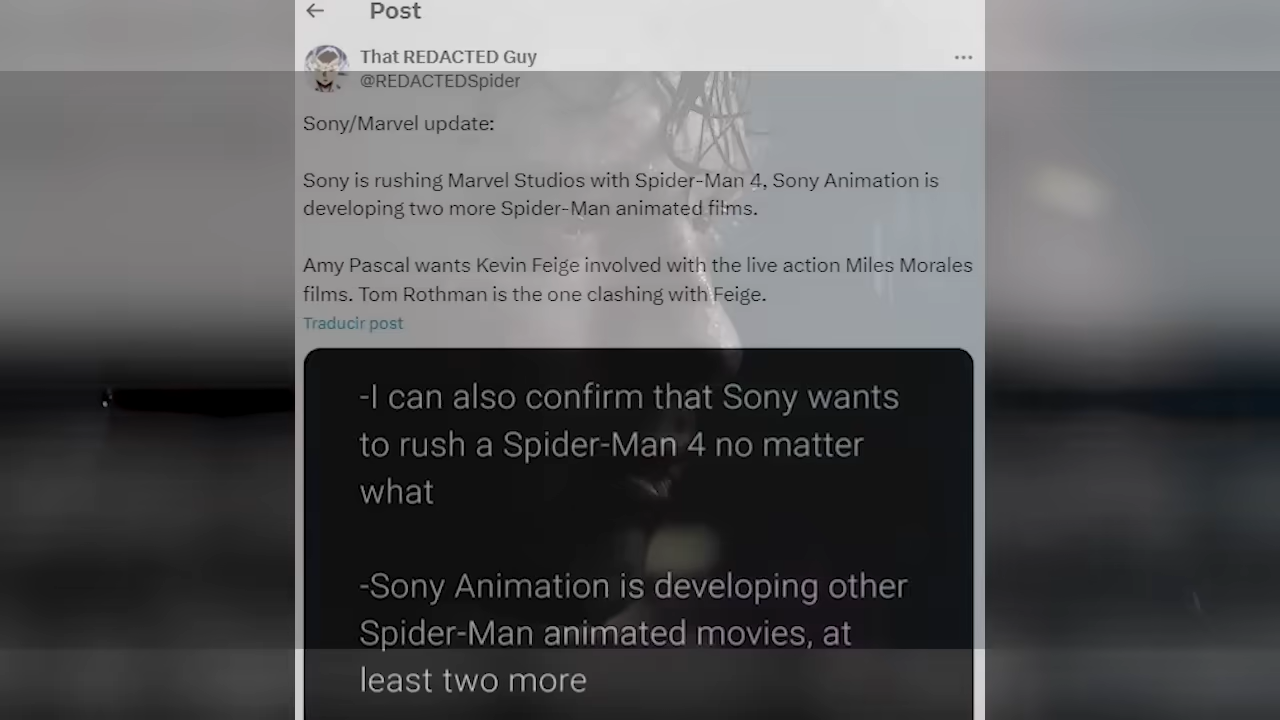 Post
That REDACTED Guy
@REDACTEDSpider
Sony/Marvel update:
Sony is rushing Marvel Studios with Spider-Man 4, Sony Animation is
developing two more Spider-Man animated films.
Amy Pascal wants Kevin Feige involved with the live action Miles Morales
films. Tom Rothman is the one clashing with Feige.
Traducir post
-I can also confirm that Sony wants
to rush a Spider-Man 4 no matter
what
-Sony Animation is developing other
Spider-Man animated movies, at
least two more